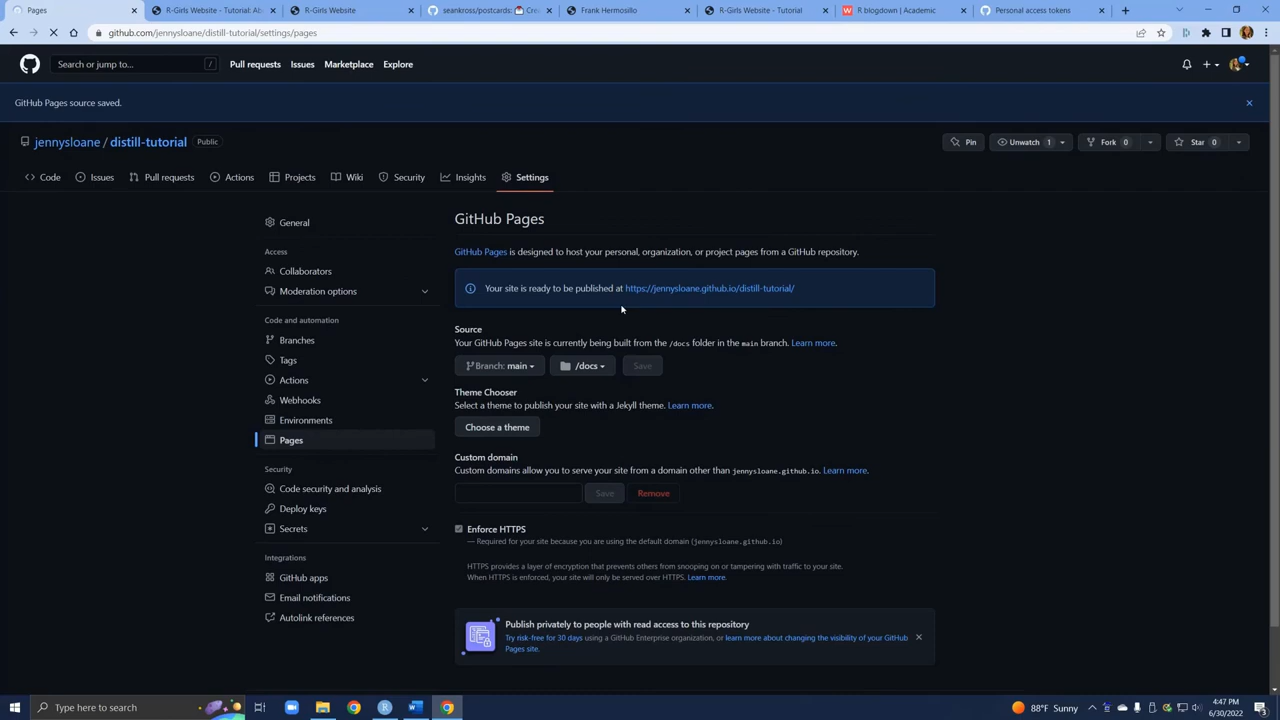 Pages
R-Girls Website - Tutorial: Ab
R-Girls Website
seankross/postcards: 📩 Cre
Frank Hermosillo
R-Girls Website - Tutorial
R blogdown | Academic
Personal access tokens
github.com/jennysloane/distill-tutorial/settings/pages
Search or jump to...
/
Pull requests
Issues
Marketplace
Explore
GitHub Pages source saved.
jennysloane / distill-tutorial
Public
Pin
Unwatch 1
Fork 0
Star 0
Code
Issues
Pull requests
Actions
Projects
Wiki
Security
Insights
Settings
General
Access
Collaborators
Moderation options
Code and automation
Branches
Tags
Actions
Webhooks
Environments
Pages
Security
Code security and analysis
Deploy keys
Secrets
Integrations
GitHub apps
Email notifications
Autolink references
GitHub Pages
GitHub Pages is designed to host your personal, organization, or project pages from a GitHub repository.
Your site is ready to be published at https://jennysloane.github.io/distill-tutorial/
Source
Your GitHub Pages site is currently being built from the /docs folder in the main branch. Learn more.
Branch: main
/docs
Save
Theme Chooser
Select a theme to publish your site with a Jekyll theme. Learn more.
Choose a theme
Custom domain
Custom domains allow you to serve your site from a domain other than jennysloane.github.io. Learn more.
Save
Remove
Enforce HTTPS
— Required for your site because you are using the default domain (jennysloane.github.io)
HTTPS provides a layer of encryption that prevents others from snooping on or tampering with traffic to your site.
When HTTPS is enforced, your site will only be served over HTTPS. Learn more.
Publish privately to people with read access to this repository
Try risk-free for 30 days using a GitHub Enterprise organization, or learn more about changing the visibility of your GitHub
Pages site.
Type here to search
88°F Sunny
4:47 PM
6/30/2022
3